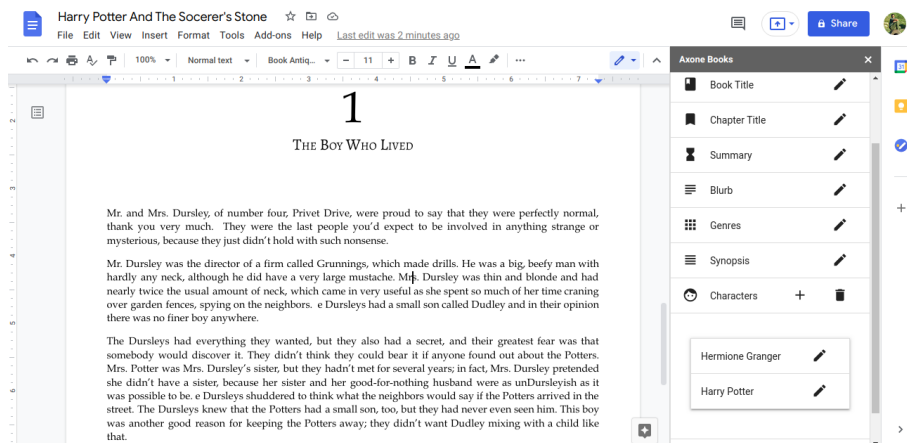 Harry Potter And The Socerer's Stone
File Edit View Insert Format Tools Add-ons Help Last edit was 2 minutes ago
Share
100% Normal text Book Antiq... 11 B I U A
Axone Books
1 2 3 4 5 6 7
1
The Boy Who Lived
Mr. and Mrs. Dursley, of number four, Privet Drive, were proud to say that they were perfectly normal,
thank you very much. They were the last people you'd expect to be involved in anything strange or
mysterious, because they just didn't hold with such nonsense.
Mr. Dursley was the director of a firm called Grunnings, which made drills. He was a big, beefy man with
hardly any neck, although he did have a very large mustache. Mrs. Dursley was thin and blonde and had
nearly twice the usual amount of neck, which came in very useful as she spent so much of her time craning
over garden fences, spying on the neighbors. e Dursleys had a small son called Dudley and in their opinion
there was no finer boy anywhere.
The Dursleys had everything they wanted, but they also had a secret, and their greatest fear was that
somebody would discover it. They didn't think they could bear it if anyone found out about the Potters.
Mrs. Potter was Mrs. Dursley's sister, but they hadn't met for several years; in fact, Mrs. Dursley pretended
she didn't have a sister, because her sister and her good-for-nothing husband were as unDursleyish as it
was possible to be. e Dursleys shuddered to think what the neighbors would say if the Potters arrived in the
street. The Dursleys knew that the Potters had a small son, too, but they had never even seen him. This boy
was another good reason for keeping the Potters away; they didn't want Dudley mixing with a child like
that.
2
3
4
5
6
Book Title
Chapter Title
Summary
Blurb
Genres
Synopsis
Characters
Hermione Granger
Harry Potter
31